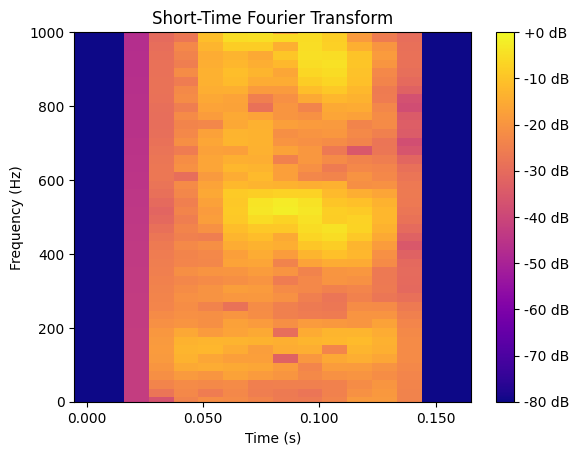 Short-Time Fourier Transform
1000
800
600
400
200
0
Frequency (Hz)
0.000
0.050
0.100
0.150
Time (s)
+0 dB
-10 dB
-20 dB
-30 dB
-40 dB
-50 dB
-60 dB
-70 dB
-80 dB